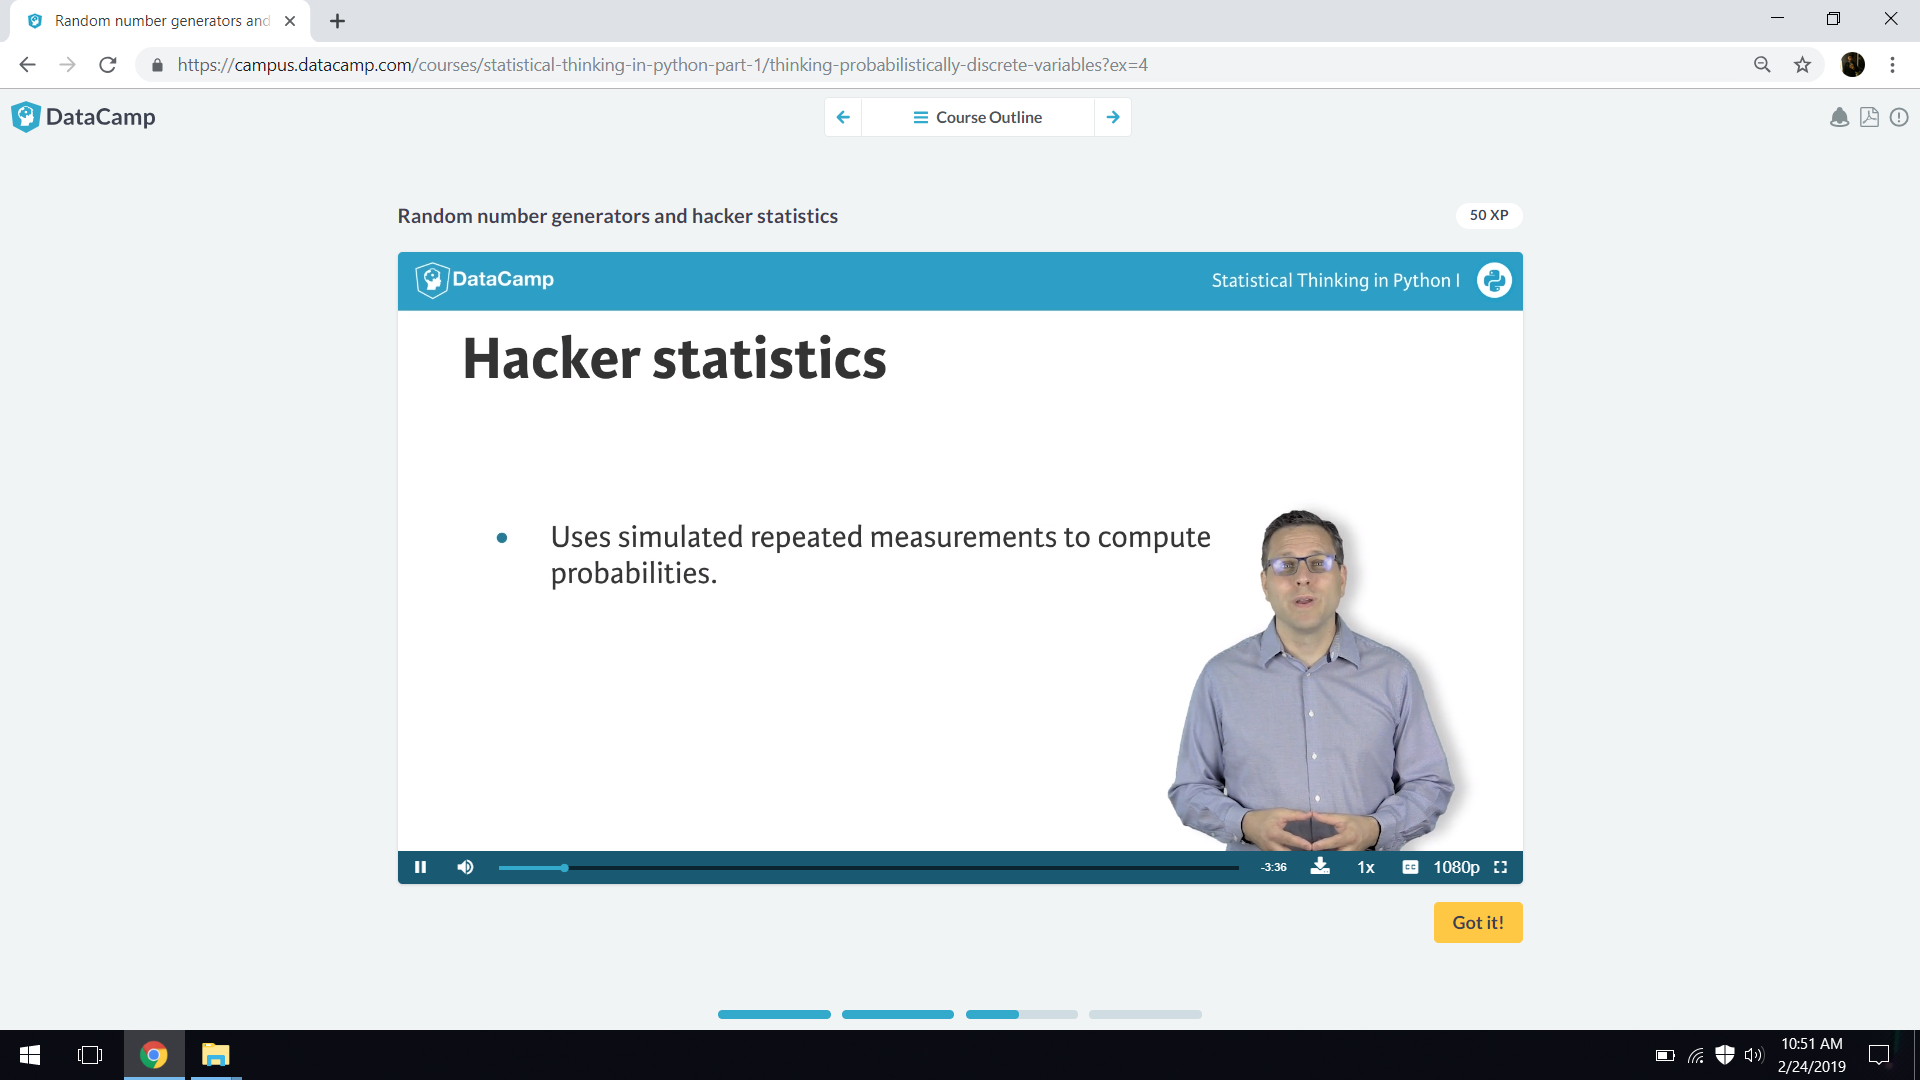 Random number generators and
https://campus.datacamp.com/courses/statistical-thinking-in-python-part-1/thinking-probabilistically-discrete-variables?ex=4
DataCamp
Course Outline
Random number generators and hacker statistics
50 XP
DataCamp
Statistical Thinking in Python I
Hacker statistics
• Uses simulated repeated measurements to compute
probabilities.
-3:36
1x
CC
1080p
Got it!
10:51 AM
2/24/2019